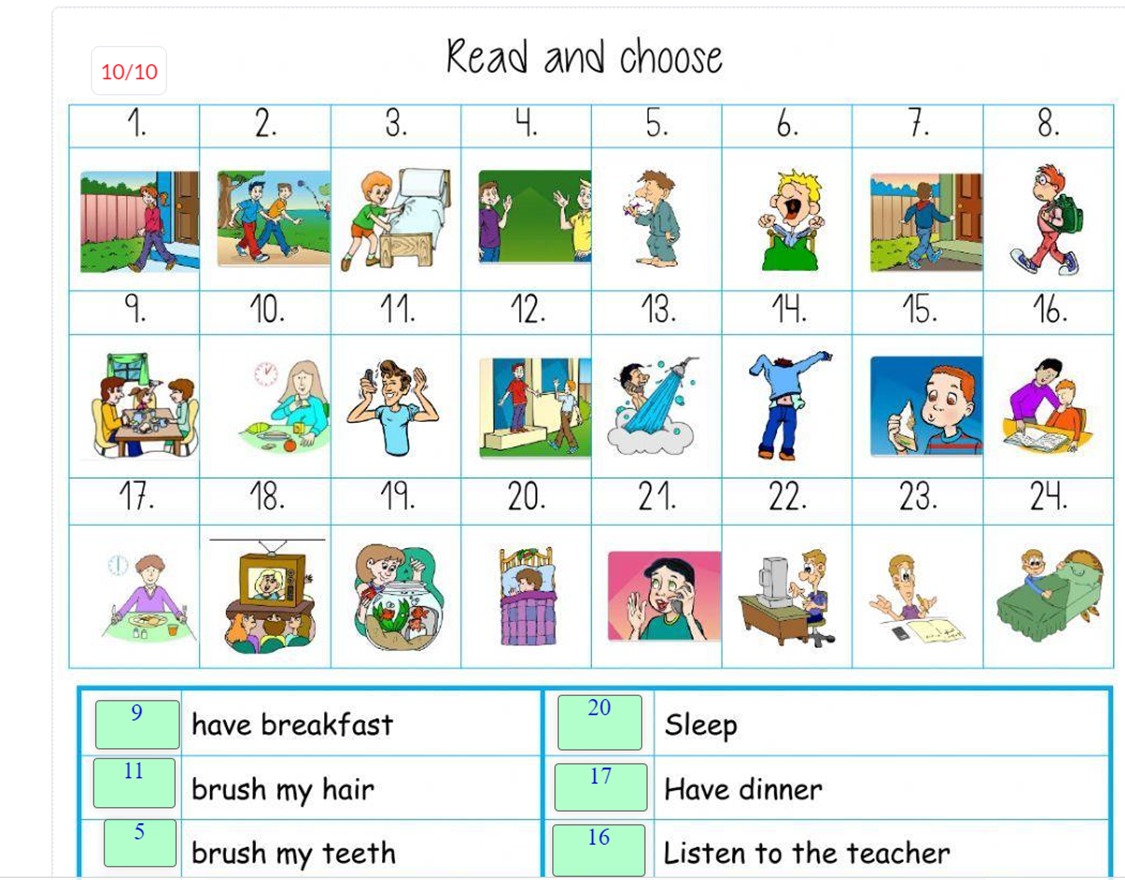 Read and choose
10/10
1. 2. 3. 4. 5. 6. 7. 8.
9. 10. 11. 12. 13. 14. 15. 16.
17. 18. 19. 20. 21. 22. 23. 24.
9 have breakfast 20 Sleep
11 brush my hair 17 Have dinner
5 brush my teeth 16 Listen to the teacher